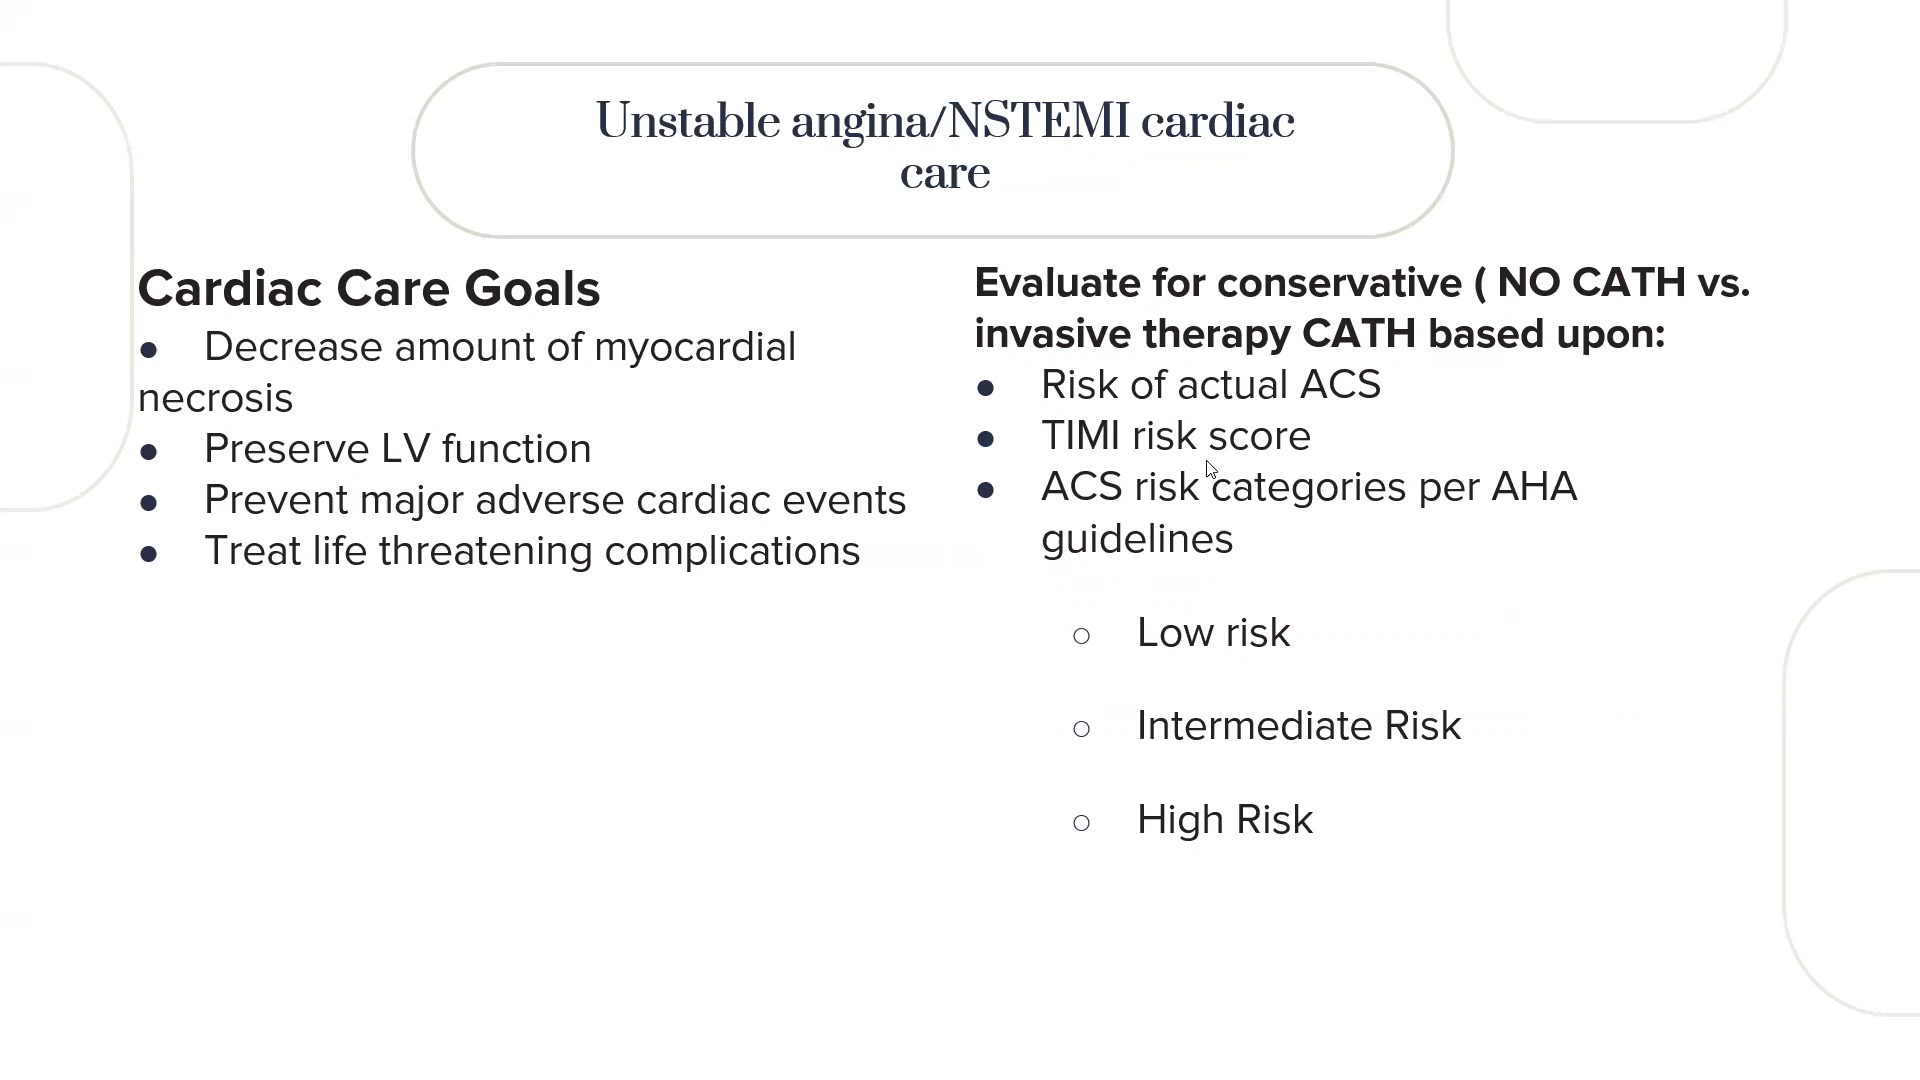 Unstable angina/NSTEMI cardiac
care
Cardiac Care Goals
● Decrease amount of myocardial
necrosis
● Preserve LV function
● Prevent major adverse cardiac events
● Treat life threatening complications
Evaluate for conservative ( NO CATH vs.
invasive therapy CATH based upon:
● Risk of actual ACS
● TIMI risk score
● ACS risk categories per AHA
guidelines
○ Low risk
○ Intermediate Risk
○ High Risk